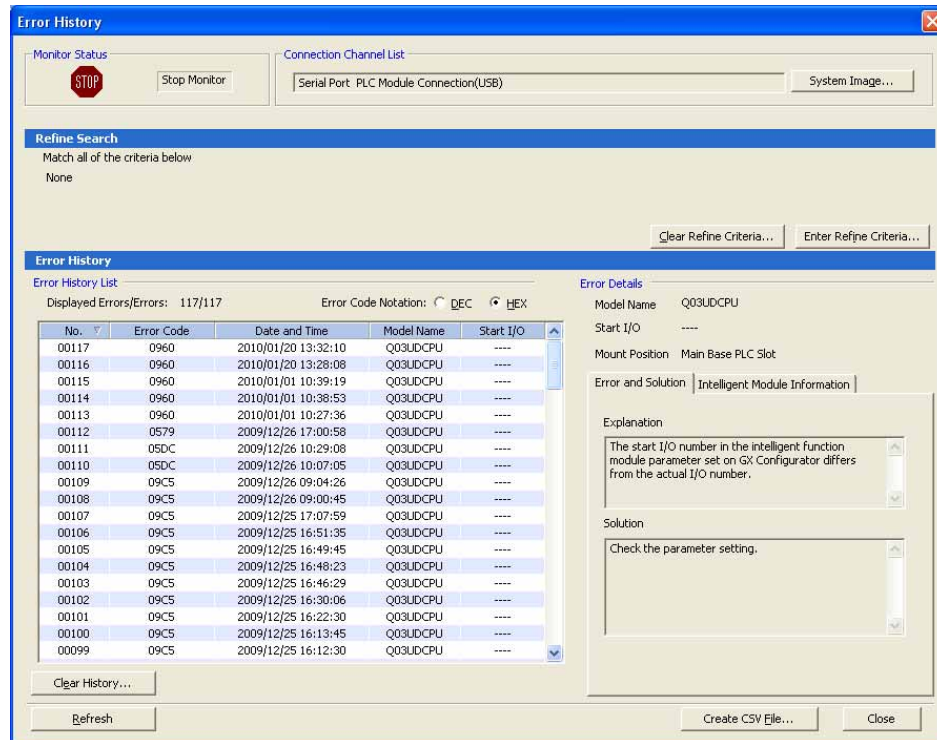 Error History
Monitor Status
STOP
Stop Monitor
Connection Channel List
Serial Port PLC Module Connection(USB)
System Image...
Refine Search
Match all of the criteria below
None
Clear Refine Criteria...
Enter Refine Criteria...
Error History
Error History List
Displayed Errors/Errors: 117/117
Error Code Notation: DEC HEX
No. Error Code Date and Time Model Name Start I/O
00117 0960 2010/01/20 13:32:10 Q03UDCPU ----
00116 0960 2010/01/20 13:28:08 Q03UDCPU ----
00115 0960 2010/01/01 10:39:19 Q03UDCPU ----
00114 0960 2010/01/01 10:38:53 Q03UDCPU ----
00113 0960 2010/01/01 10:27:36 Q03UDCPU ----
00112 0579 2009/12/26 17:00:58 Q03UDCPU ----
00111 05DC 2009/12/26 10:29:08 Q03UDCPU ----
00110 05DC 2009/12/26 10:07:05 Q03UDCPU ----
00109 09C5 2009/12/26 09:04:26 Q03UDCPU ----
00108 09C5 2009/12/26 09:00:45 Q03UDCPU ----
00107 09C5 2009/12/25 17:07:59 Q03UDCPU ----
00106 09C5 2009/12/25 16:51:35 Q03UDCPU ----
00105 09C5 2009/12/25 16:49:45 Q03UDCPU ----
00104 09C5 2009/12/25 16:48:23 Q03UDCPU ----
00103 09C5 2009/12/25 16:46:29 Q03UDCPU ----
00102 09C5 2009/12/25 16:30:06 Q03UDCPU ----
00101 09C5 2009/12/25 16:22:30 Q03UDCPU ----
00100 09C5 2009/12/25 16:13:45 Q03UDCPU ----
00099 09C5 2009/12/25 16:12:30 Q03UDCPU ----
Clear History...
Error Details
Model Name Q03UDCPU
Start I/O ----
Mount Position Main Base PLC Slot
Error and Solution
Intelligent Module Information
Explanation
The start I/O number in the intelligent function
module parameter set on GX Configurator differs
from the actual I/O number.
Solution
Check the parameter setting.
Refresh
Create CSV File...
Close